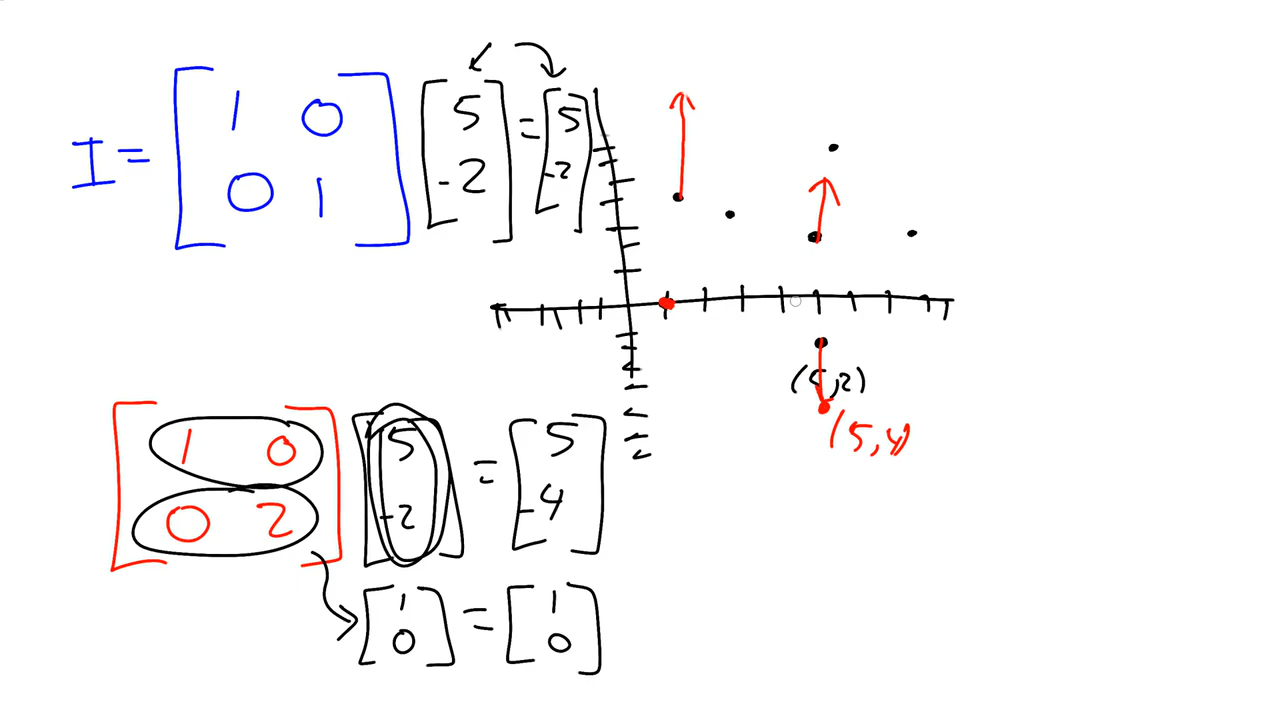 I = [1 0; 0 1] [5; -2] = [5; -2]
(5,2)
(5,4)
[1 0; 0 2] [5; -2] = [5; -4]
[1; 0] = [1; 0]